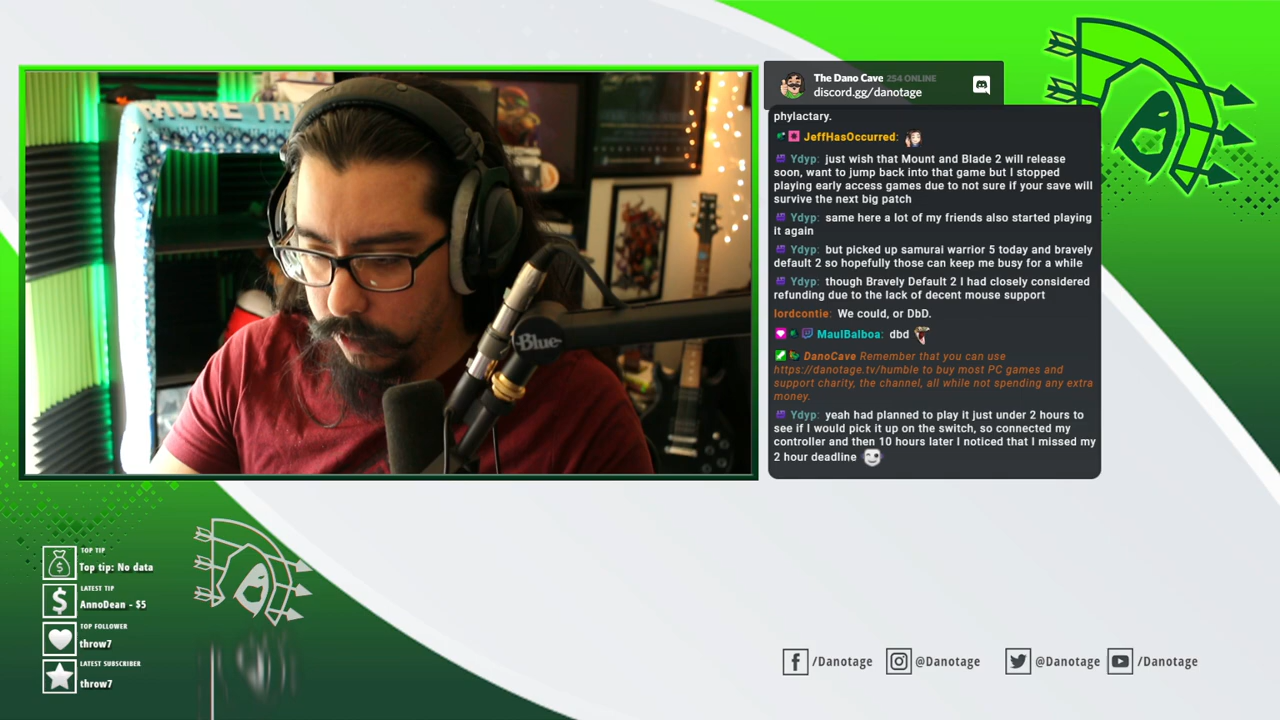 MORE TH
Blue
The Dano Cave 254 ONLINE
discord.gg/danotage
phylactary.
JeffHasOccurred:
Ydyp: just wish that Mount and Blade 2 will release
soon, want to jump back into that game but I stopped
playing early access games due to not sure if your save will
survive the next big patch
Ydyp: same here a lot of my friends also started playing
it again
Ydyp: but picked up samurai warrior 5 today and bravely
default 2 so hopefully those can keep me busy for a while
Ydyp: though Bravely Default 2 I had closely considered
refunding due to the lack of decent mouse support
lordcontie: We could, or DbD.
MaulBalboa: dbd
DanoCave Remember that you can use
https://danotage.tv/humble to buy most PC games and
support charity, the channel, all while not spending any extra
money.
Ydyp: yeah had planned to play it just under 2 hours to
see if I would pick it up on the switch, so connected my
controller and then 10 hours later I noticed that I missed my
2 hour deadline
TOP TIP
Top tip: No data
LATEST TIP
AnnoDean - $5
TOP FOLLOWER
throw7
LATEST SUBSCRIBER
throw7
/Danotage
@Danotage
@Danotage
/Danotage